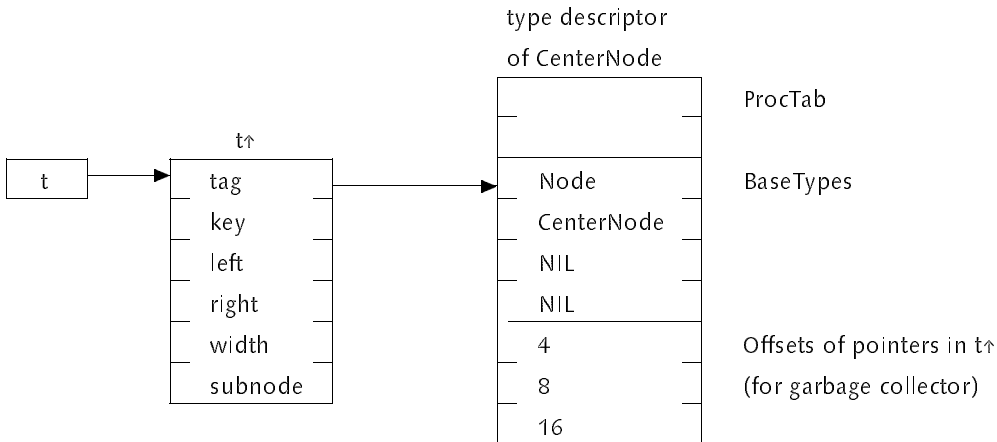 type descriptor
of CenterNode
ProcTab
t↑
t
tag
Node
BaseTypes
key
CenterNode
left
NIL
right
NIL
width
4
Offsets of pointers in t↑
subnode
8
(for garbage collector)
16